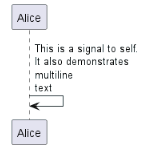 Alice
This is a signal to self.
It also demonstrates
multiline
text
Alice